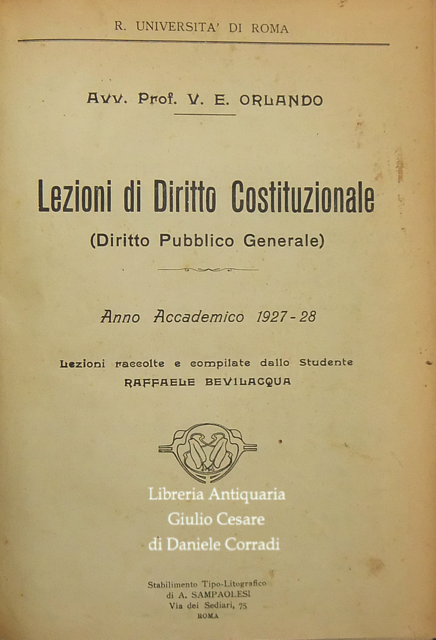 R. UNIVERSITA' DI ROMA
Avv. Prof. V. E. ORLANDO
Lezioni di Diritto Costituzionale
(Diritto Pubblico Generale)
Anno Accademico 1927-28
Lezioni raccolte e compilate dallo Studente
RAFFAELE BEVILACQUA
Libreria Antiquaria
Giulio Cesare
di Daniele Corradi
Stabilimento Tipo-Litografico
di A. SAMPAOLESI
Via dei Sediari, 75
ROMA